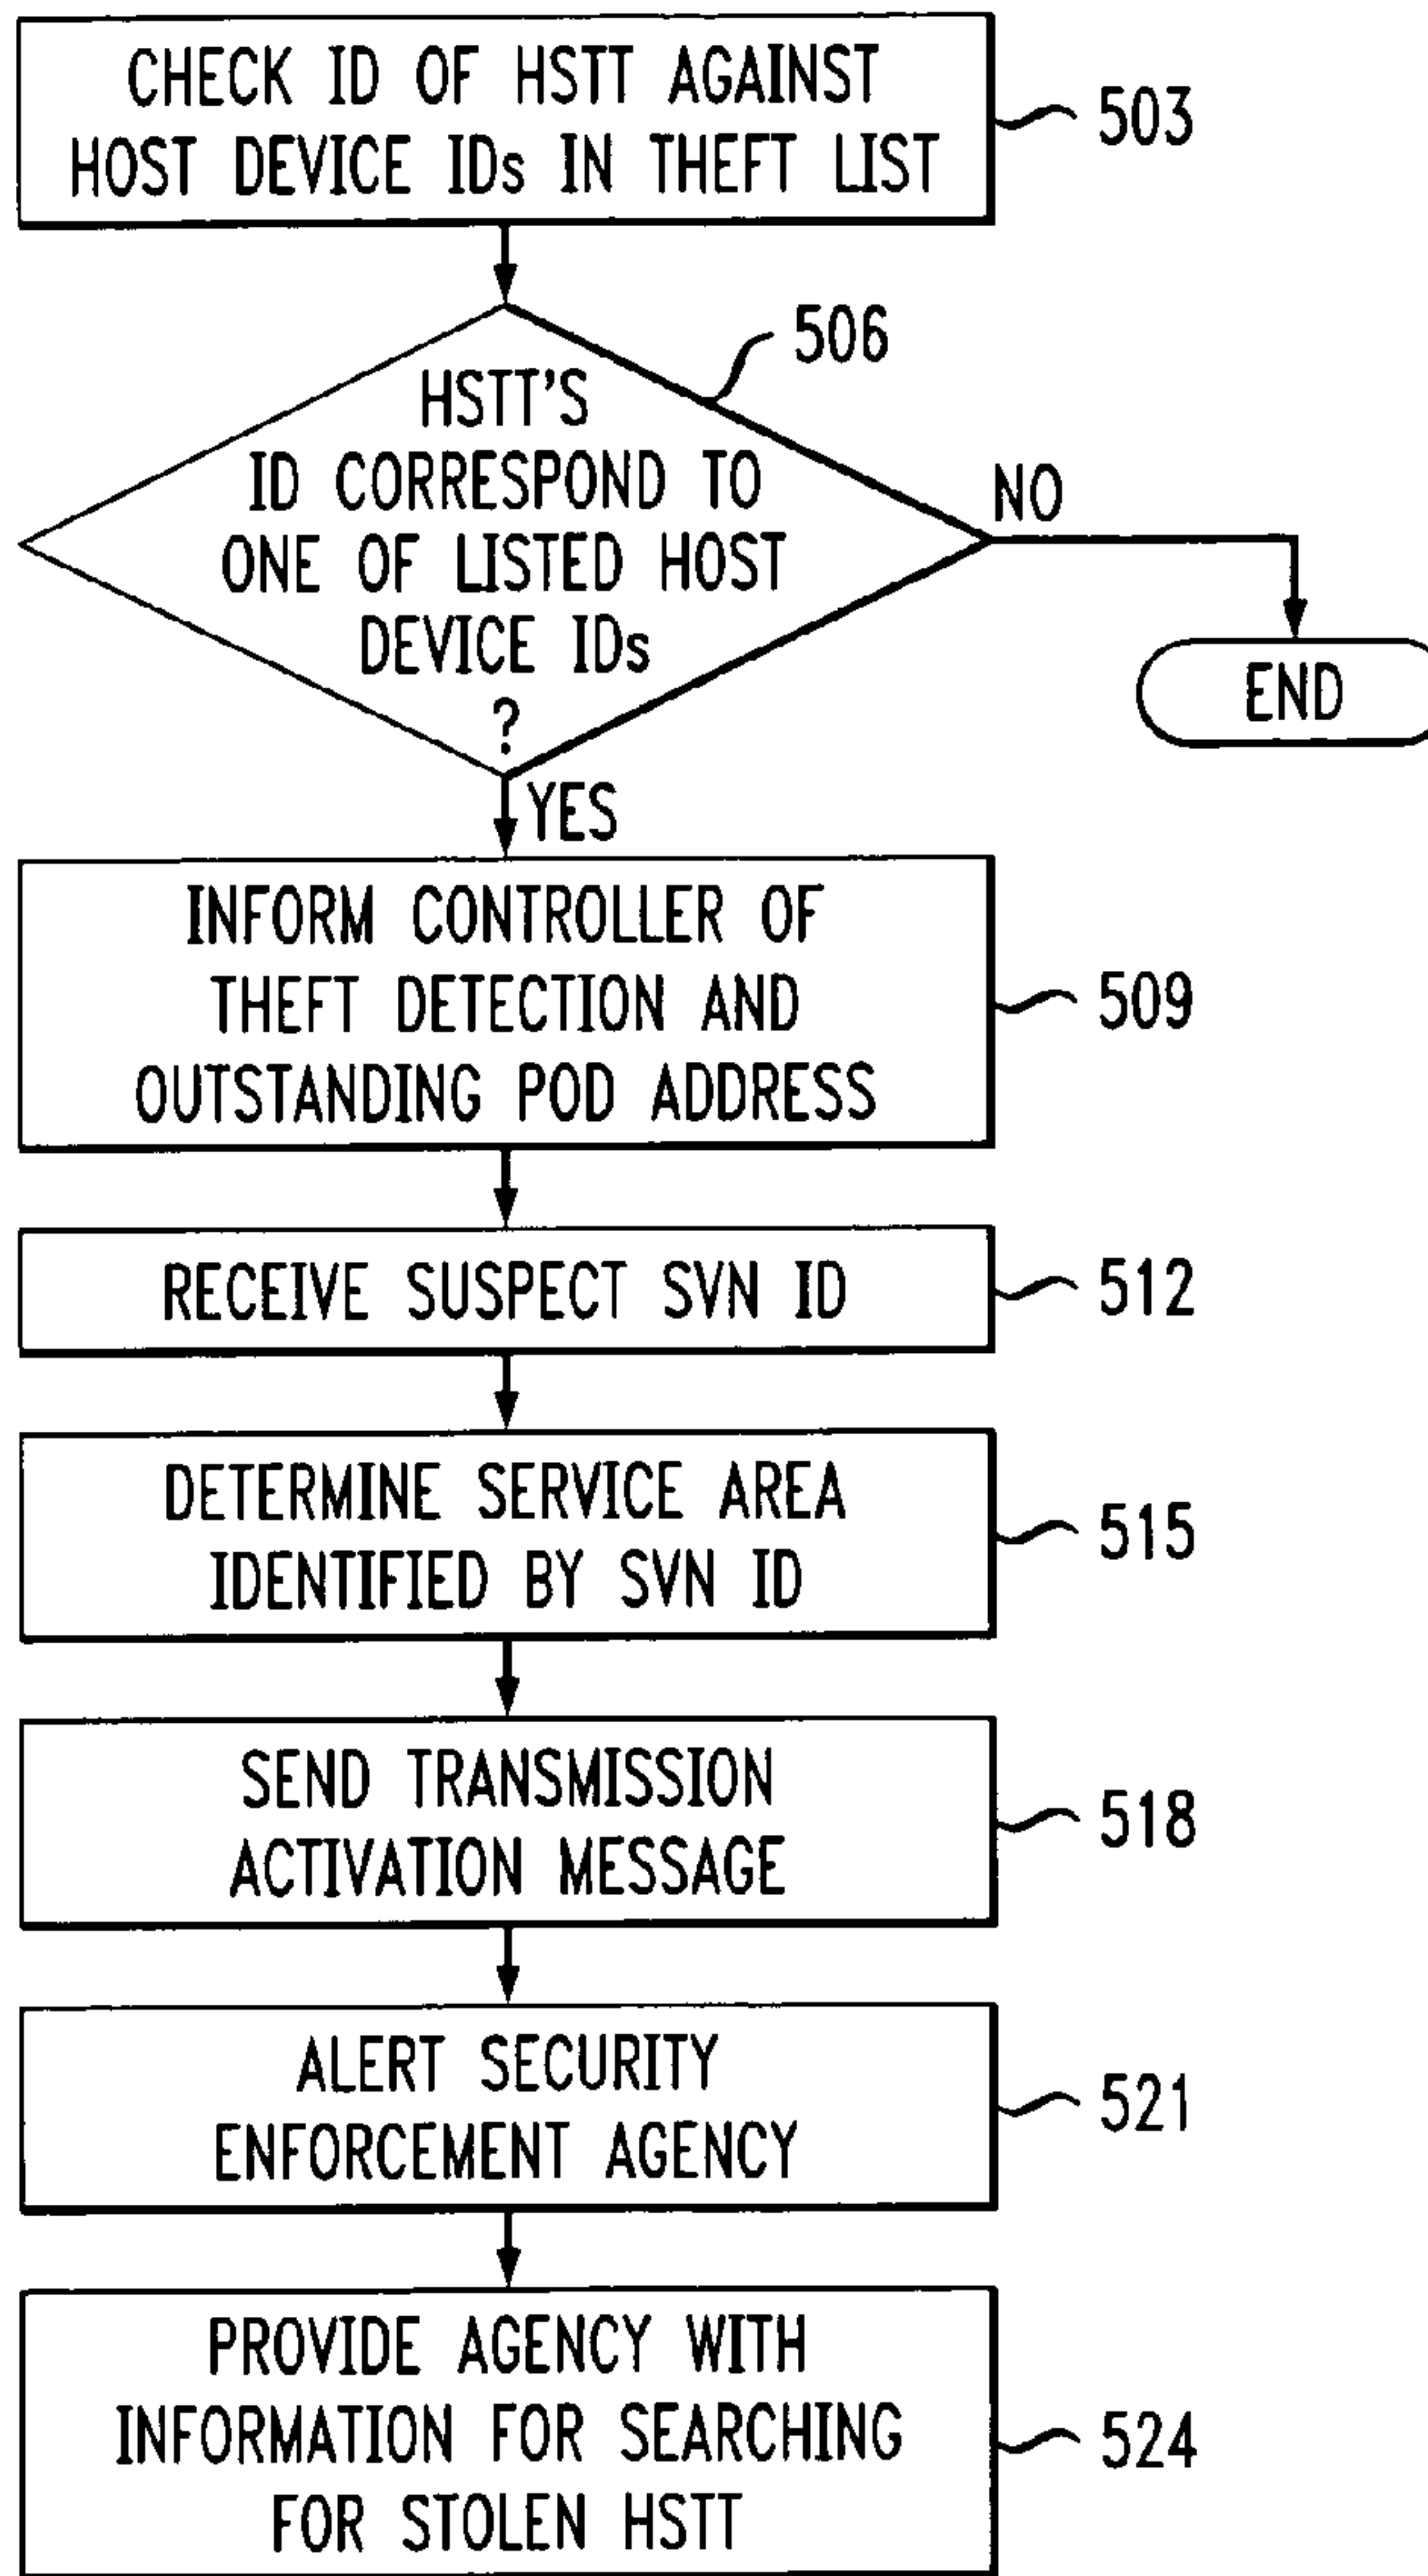 CHECK ID OF HSTT AGAINST
HOST DEVICE IDs IN THEFT LIST
503
506
HSTT'S
ID CORRESPOND TO
ONE OF LISTED HOST
DEVICE IDs
?
NO
END
YES
INFORM CONTROLLER OF
THEFT DETECTION AND
OUTSTANDING POD ADDRESS
509
RECEIVE SUSPECT SVN ID
512
DETERMINE SERVICE AREA
IDENTIFIED BY SVN ID
515
SEND TRANSMISSION
ACTIVATION MESSAGE
518
ALERT SECURITY
ENFORCEMENT AGENCY
521
PROVIDE AGENCY WITH
INFORMATION FOR SEARCHING
FOR STOLEN HSTT
524